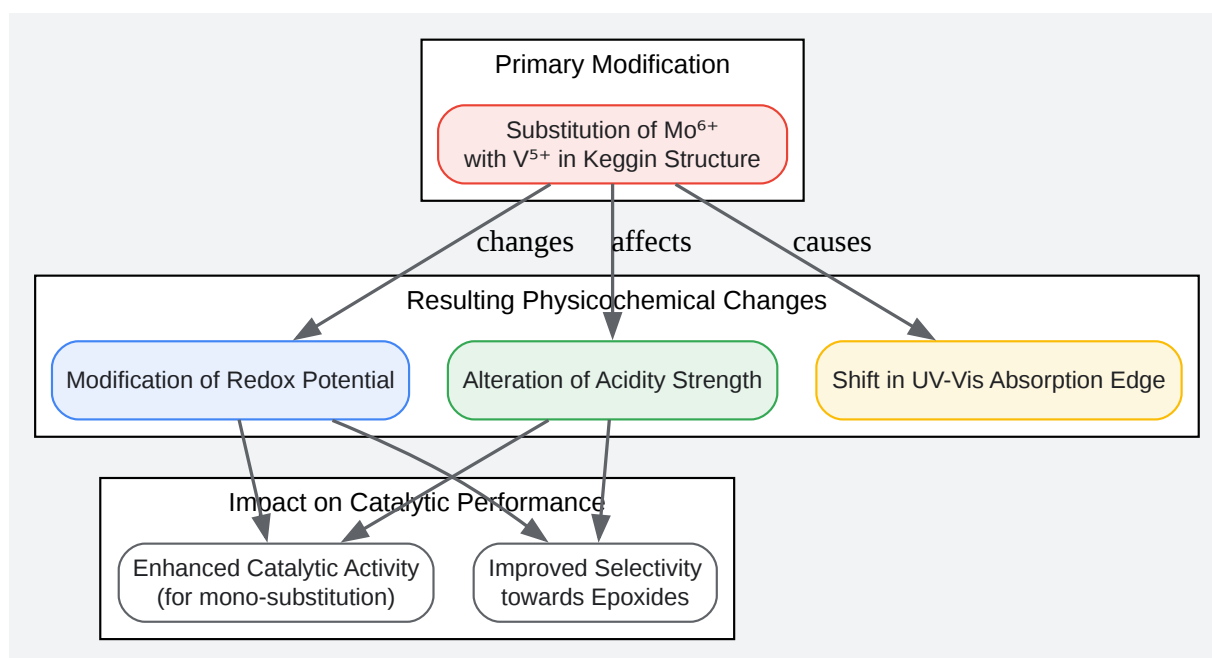 Primary Modification
Substitution of Mo⁶⁺
with V⁵⁺ in Keggin Structure
changes
affects
causes
Resulting Physicochemical Changes
Modification of Redox Potential
Alteration of Acidity Strength
Shift in UV-Vis Absorption Edge
Impact on Catalytic Performance
Enhanced Catalytic Activity
(for mono-substitution)
Improved Selectivity
towards Epoxides